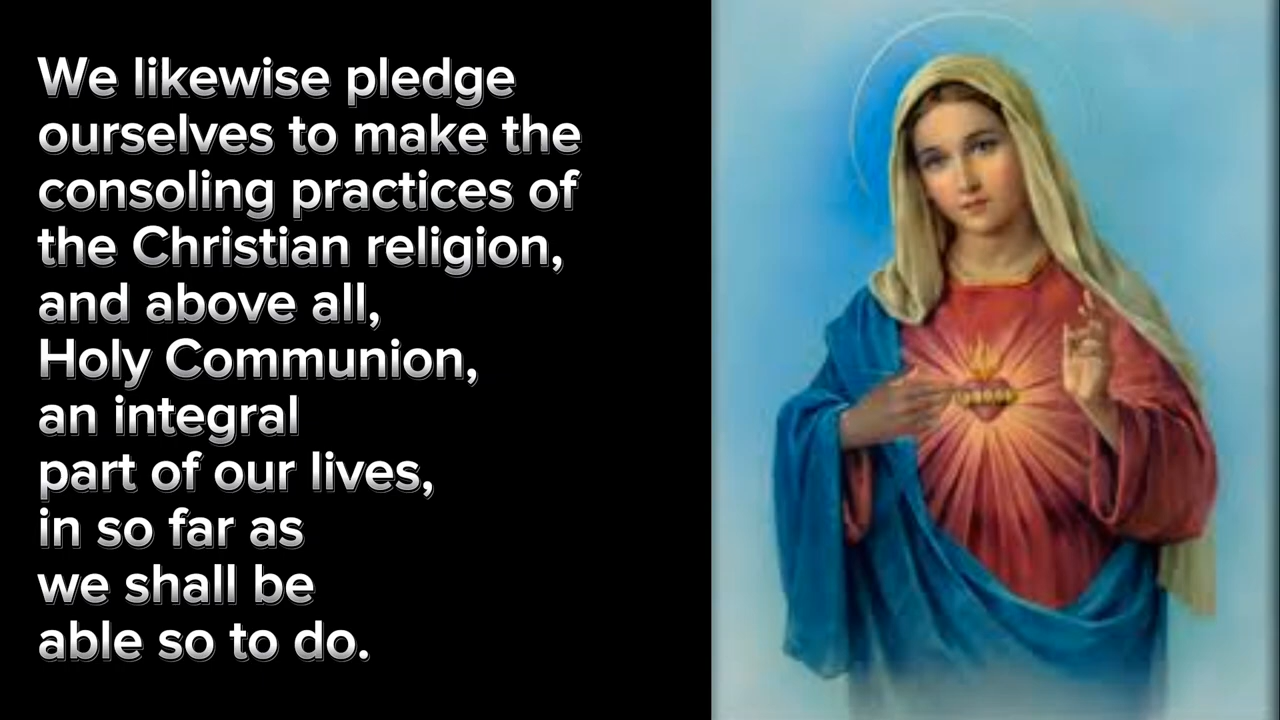 We likewise pledge
ourselves to make the
consoling practices of
the Christian religion,
and above all,
Holy Communion,
an integral
part of our lives,
in so far as
we shall be
able so to do.